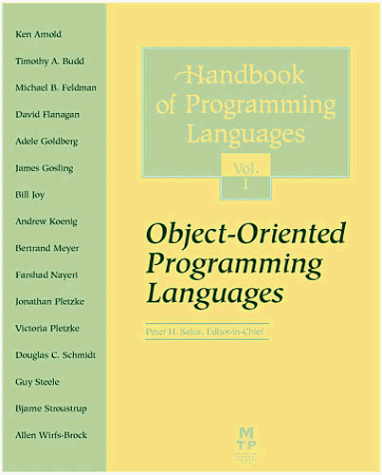 Ken Arnold
Timothy A. Budd
Michael B. Feldman
David Flanagan
Adele Goldberg
James Gosling
Bill Joy
Andrew Koenig
Bertrand Meyer
Farshad Nayeri
Jonathan Pletzke
Victoria Pletzke
Douglas C. Schmidt
Guy Steele
Bjarne Stroustrup
Allen Wirfs-Brock
Handbook
of Programming
Languages
Vol.
I
Object-Oriented
Programming
Languages
Peter H. Salus, Editor-in-Chief
M
TP